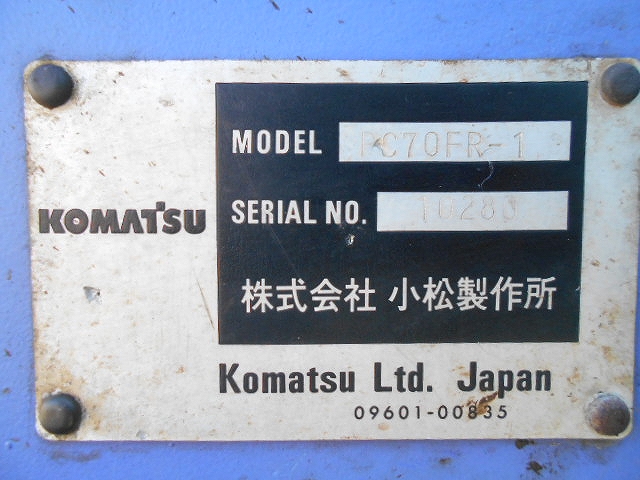 KOMATSU
MODEL PC70FR-1
SERIAL NO.
株式会社 小松製作所
Komatsu Ltd. Japan
09601-00835